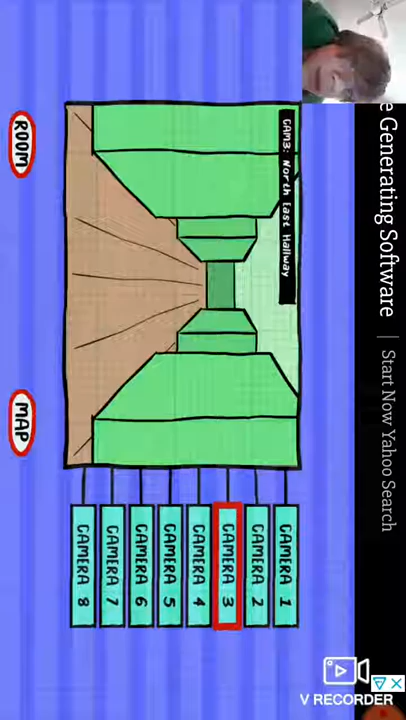 e Generating Software
Start Now Yahoo Search
CAM3: North East Hallway
CAMERA 1
CAMERA 2
CAMERA 3
CAMERA 4
CAMERA 5
CAMERA 6
CAMERA 7
CAMERA 8
ROOM
MAP
V RECORDER